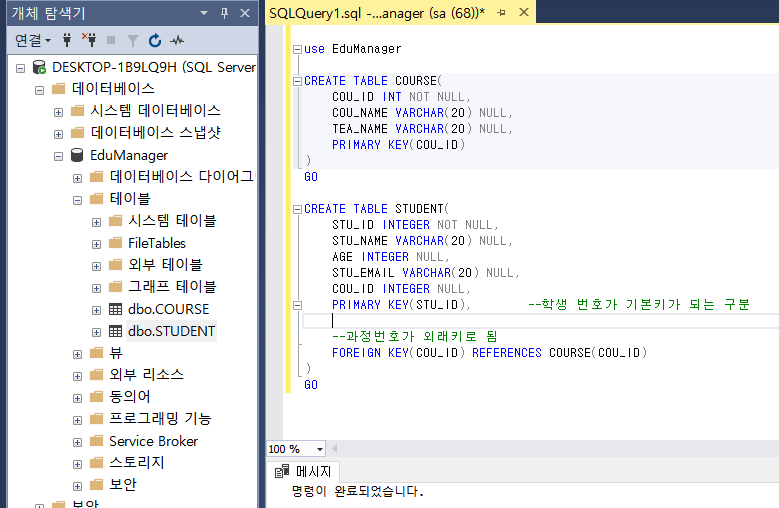 개체 탐색기
연결
DESKTOP-1B9LQ9H (SQL Server
데이터베이스
시스템 데이터베이스
데이터베이스 스냅샷
EduManager
데이터베이스 다이어그
테이블
시스템 테이블
FileTables
외부 테이블
그래프 테이블
dbo.COURSE
dbo.STUDENT
뷰
외부 리소스
동의어
프로그래밍 기능
Service Broker
스토리지
보안
보안
SQLQuery1.sql -...anager (sa (68))*
use EduManager
CREATE TABLE COURSE(
COU_ID INT NOT NULL,
COU_NAME VARCHAR(20) NULL,
TEA_NAME VARCHAR(20) NULL,
PRIMARY KEY(COU_ID)
)
GO
CREATE TABLE STUDENT(
STU_ID INTEGER NOT NULL,
STU_NAME VARCHAR(20) NULL,
AGE INTEGER NULL,
STU_EMAIL VARCHAR(20) NULL,
COU_ID INTEGER NULL,
PRIMARY KEY(STU_ID), --학생 번호가 기본키가 되는 구분
--과정번호가 외래키로 됨
FOREIGN KEY(COU_ID) REFERENCES COURSE(COU_ID)
)
GO
100 %
메시지
명령이 완료되었습니다.